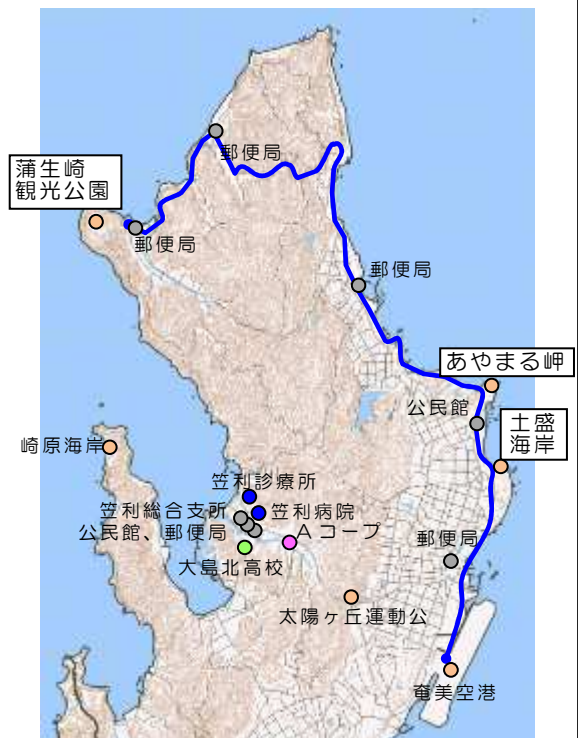 郵便局
蒲生崎
観光公園
郵便局
郵便局
あやまる岬
公民館
土盛
海岸
崎原海岸
笠利診療所
笠利総合支所
笠利病院
公民館、郵便局
Aコープ
郵便局
大島北高校
太陽ヶ丘運動公
奄美空港